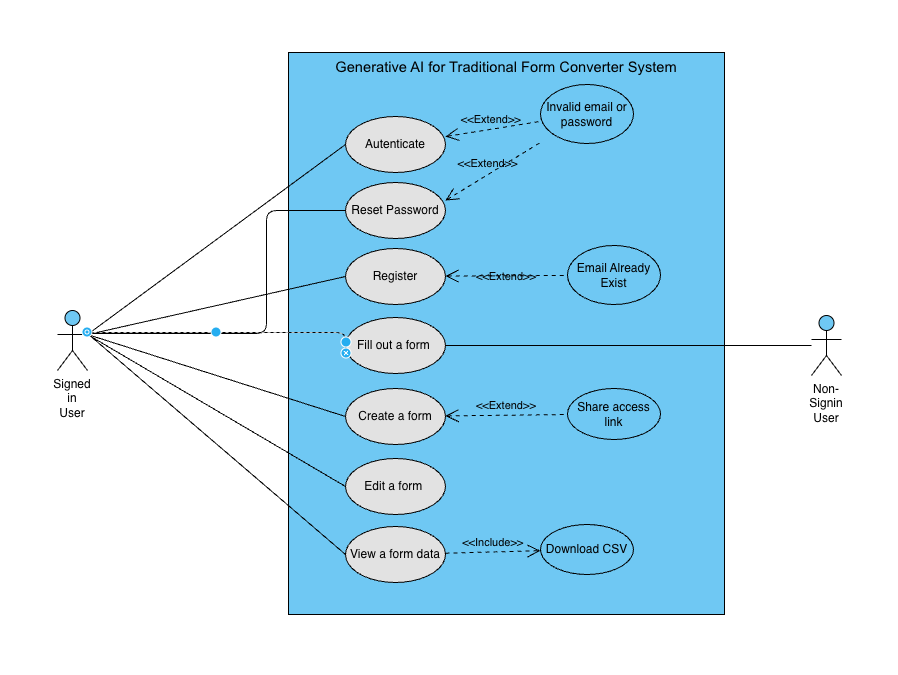 Generative AI for Traditional Form Converter System
Invalid email or
password
<<Extend>>
Autenticate
<<Extend>>
Reset Password
Register
<<Extend>>
Email Already
Exist
Signed
in
User
Fill out a form
Non-
Signin
User
Create a form
<<Extend>>
Share access
link
Edit a form
View a form data
<<Include>>
Download CSV